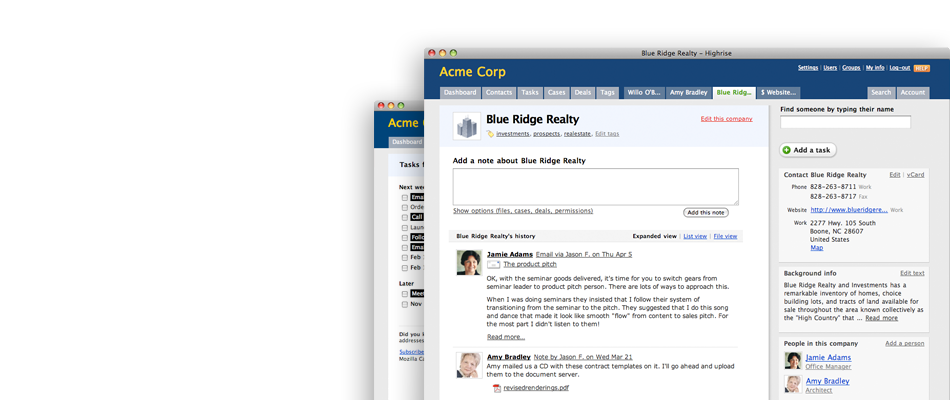 Blue Ridge Realty – Highrise
Acme Corp
Settings | Users | Groups | My info | Log-out HELP
Dashboard Contacts Tasks Cases Deals Tags Willo O'B... Amy Bradley Blue Ridg... $ Website... Search Account
Blue Ridge Realty
Edit this company
investments, prospects, realestate, Edit tags
Add a note about Blue Ridge Realty
Show options (files, cases, deals, permissions)
Add this note
Blue Ridge Realty's history
Expanded view | List view | File view
Jamie Adams Email via Jason F. on Thu Apr 5
The product pitch
OK, with the seminar goods delivered, it's time for you to switch gears from
seminar leader to product pitch person. There are lots of ways to approach this.
When I was doing seminars they insisted that I follow their system of
transitioning from the seminar to the pitch. They suggested that I do this song
and dance that made it look like smooth "flow" from content to sales pitch. For
the most part I didn't listen to them!
Read more...
Amy Bradley Note by Jason F. on Wed Mar 21
Amy mailed us a CD with these contract templates on it. I'll go ahead and upload
them to the document server.
revisedrenderings.pdf
Find someone by typing their name
Add a task
Contact Blue Ridge Realty Edit | vCard
Phone 828-263-8711 Work
828-263-8717 Fax
Website http://www.blueridgere... Work
Work 2277 Hwy. 105 South
Boone, NC 28607
United States
Map
Background info Edit text
Blue Ridge Realty and Investments has a
remarkable inventory of homes, choice
building lots, and tracts of land available for
sale throughout the area known collectively as
the "High Country" that ... Read more
People in this company Add a person
Jamie Adams
Office Manager
Amy Bradley
Architect
Acme
Dashboard
Tasks
Next
Call
Feb
Feb
Later
Nov
Did you
Subscribe